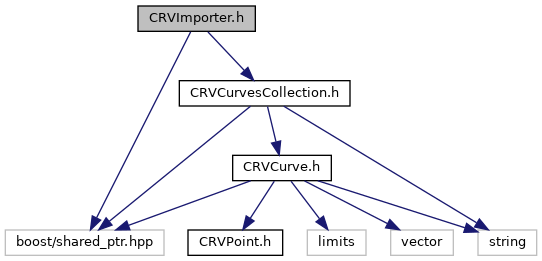 CRVImporter.h
CRVCurvesCollection.h
CRVCurve.h
boost/shared_ptr.hpp
CRVPoint.h
limits
vector
string